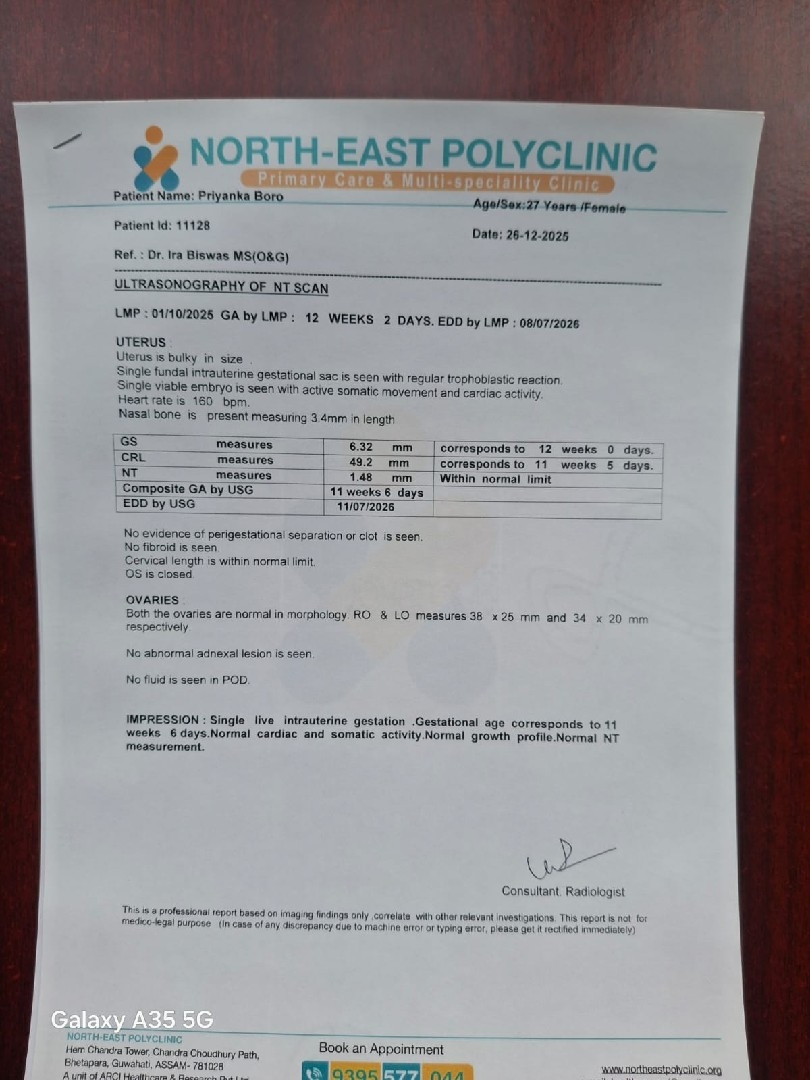 NORTH-EAST POLYCLINIC
Primary Care & Multi-speciality Clinic
Patient Name: Priyanka Boro
Age/Sex:27 Years /Female
Patient Id: 11128
Date: 26-12-2025
Ref. : Dr. Ira Biswas MS(O&G)
ULTRASONOGRAPHY OF NT SCAN
LMP : 01/10/2025 GA by LMP : 12 WEEKS 2 DAYS. EDD by LMP : 08/07/2026
UTERUS
Uterus is bulky in size .
Single fundal intrauterine gestational sac is seen with regular trophoblastic reaction.
Single viable embryo is seen with active somatic movement and cardiac activity.
Heart rate is 160 bpm.
Nasal bone is present measuring 3.4mm in length
GS measures 6.32 mm corresponds to 12 weeks 0 days.
CRL measures 49.2 mm corresponds to 11 weeks 5 days.
NT measures 1.48 mm Within normal limit
Composite GA by USG 11 weeks 6 days
EDD by USG 11/07/2026
No evidence of perigestational separation or clot is seen.
No fibroid is seen.
Cervical length is within normal limit.
OS is closed
OVARIES
Both the ovaries are normal in morphology. RO & LO measures 38 x 25 mm and 34 x 20 mm
respectively
No abnormal adnexal lesion is seen.
No fluid is seen in POD.
IMPRESSION : Single live intrauterine gestation .Gestational age corresponds to 11
weeks 6 days.Normal cardiac and somatic activity.Normal growth profile.Normal NT
measurement.
Consultant. Radiologist
This is a professional report based on imaging findings only ,correlate with other relevant investigations. This report is not for
medico-legal purpose (In case of any discrepancy due to machine error or typing error, please get it rectified immediately)
Galaxy A35 5G
NORTH-EAST POLYCLINIC
Hem Chandra Tower, Chandra Choudhury Path,
Bhetapara, Guwahati, ASSAM- 781028
A unit of ARCI Healthcare & Research Pvt Ltd
Book an Appointment
9395 577 044
www.northeastpolyclinic.org